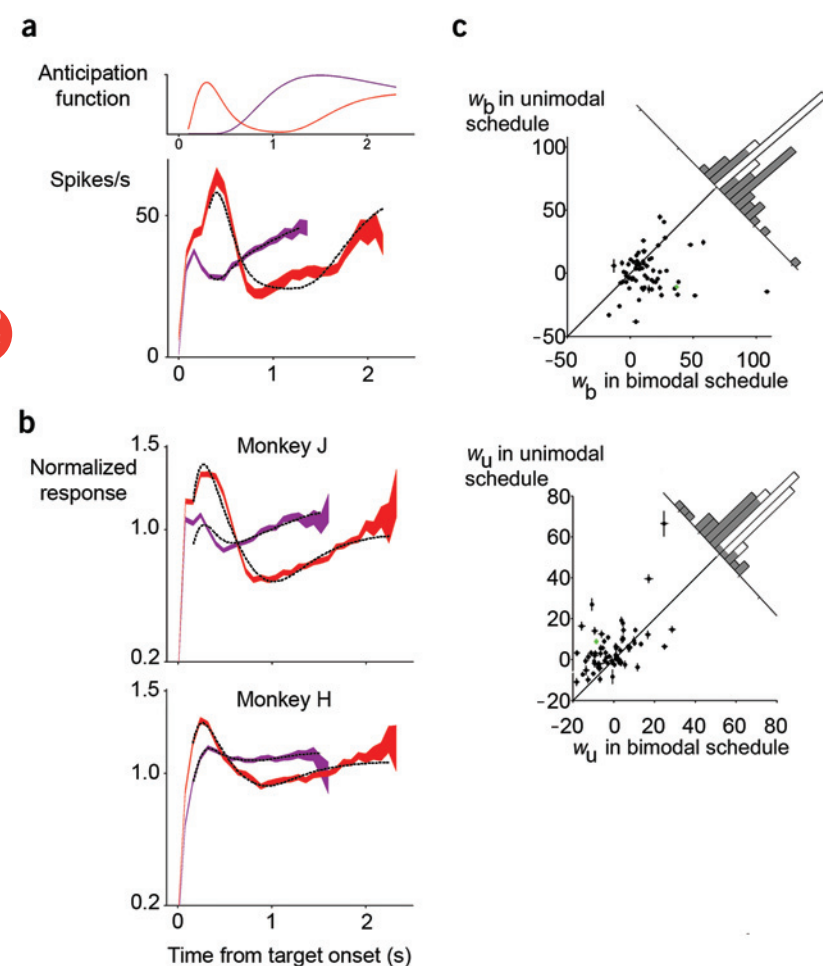 a
Anticipation
function
0
1
2
Spikes/s
50
0
0
1
2
b
Monkey J
Normalized
response
1.5
1.0
0.2
Monkey H
1.5
1.0
0.2
0
1
2
Time from target onset (s)
c
wb in unimodal
schedule
100
50
0
-50
-50
0
50
100
wb in bimodal schedule
wu in unimodal
schedule
80
60
40
20
0
20
-20
0
20
40
60
80
wu in bimodal schedule